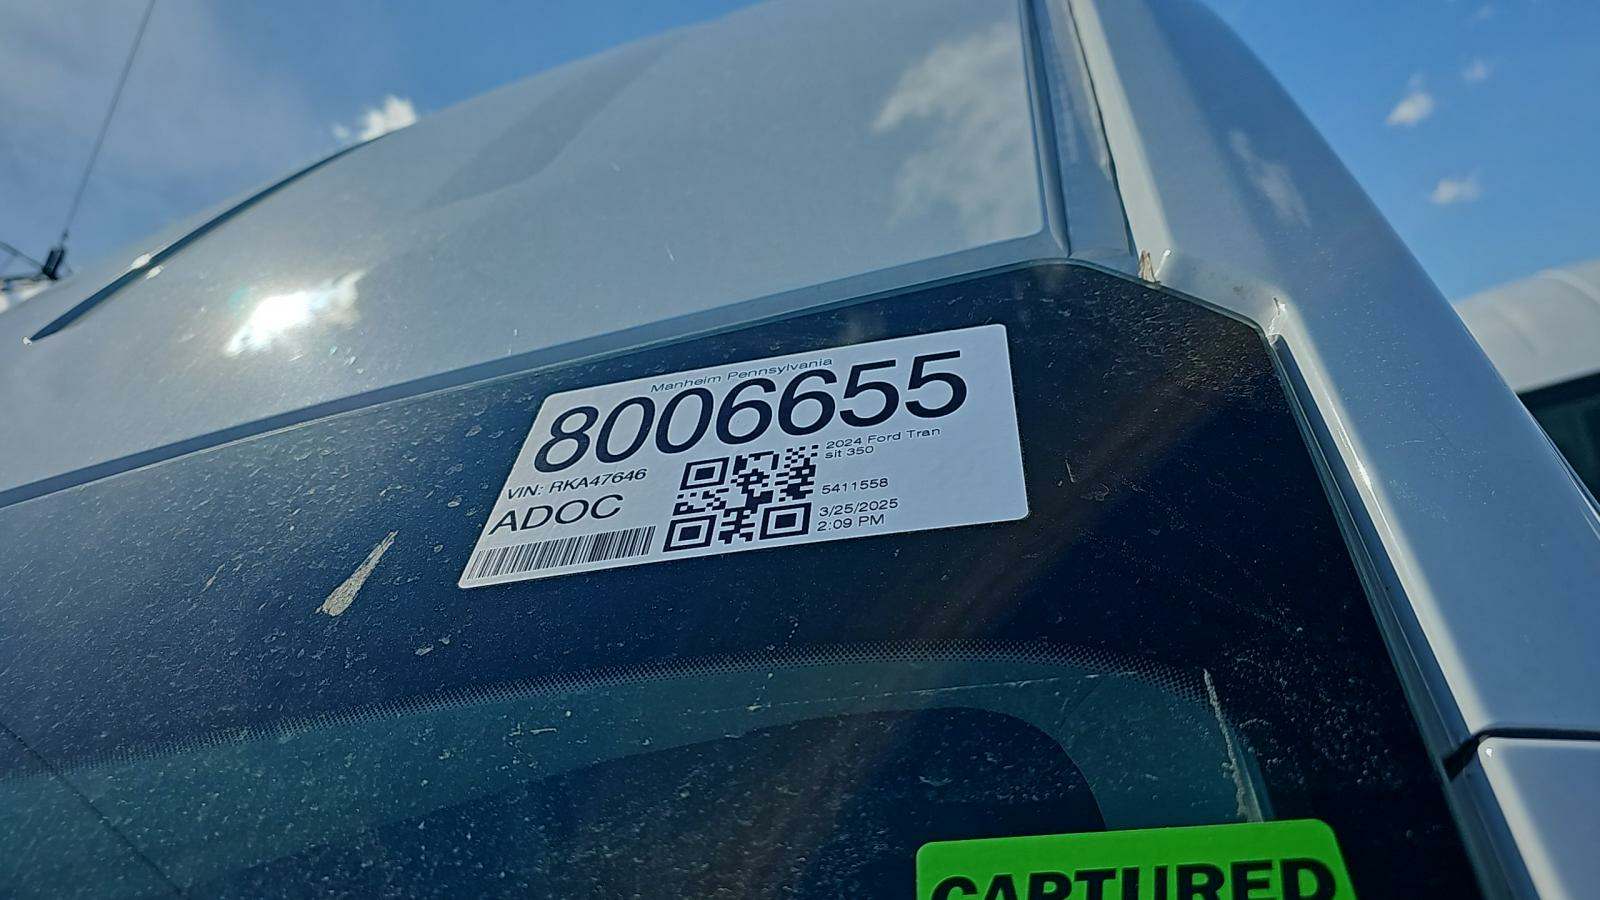 Manheim Pennsylvania
8006655
VIN: RKA47646
ADOC
2024 Ford Tran
sit 350
5411558
3/25/2025
2:09 PM
CAPTURED